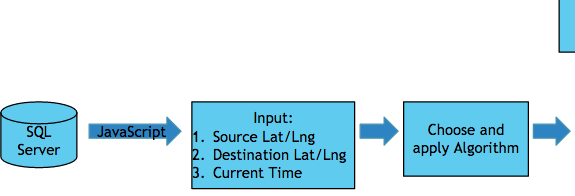 SQL
Server
JavaScript
Input:
1. Source Lat/Lng
2. Destination Lat/Lng
3. Current Time
Choose and
apply Algorithm